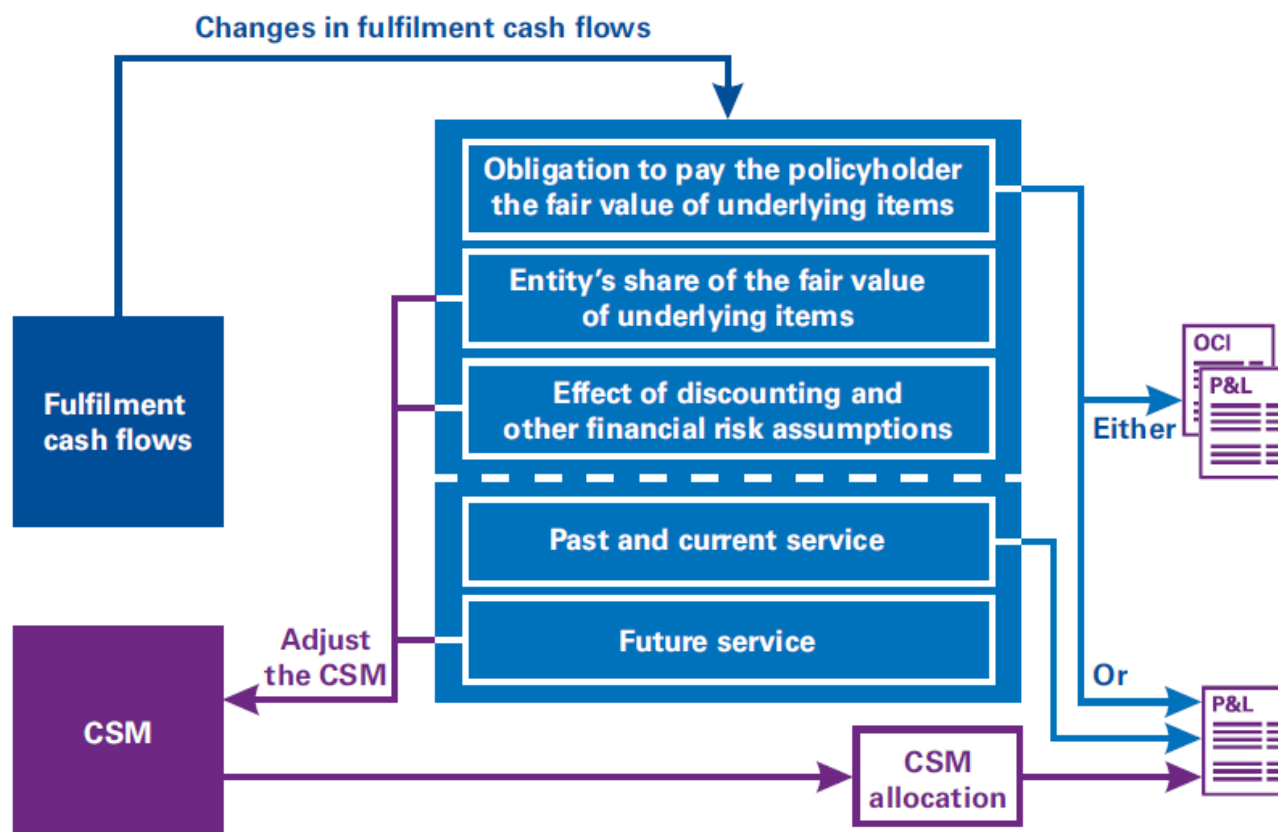 Changes in fulfilment cash flows
Obligation to pay the policyholder
the fair value of underlying items
Entity's share of the fair value
of underlying items
Effect of discounting and
other financial risk assumptions
Past and current service
Future service
Fulfilment
cash flows
Adjust
the CSM
CSM
CSM
allocation
OCI
P&L
Either
Or
P&L